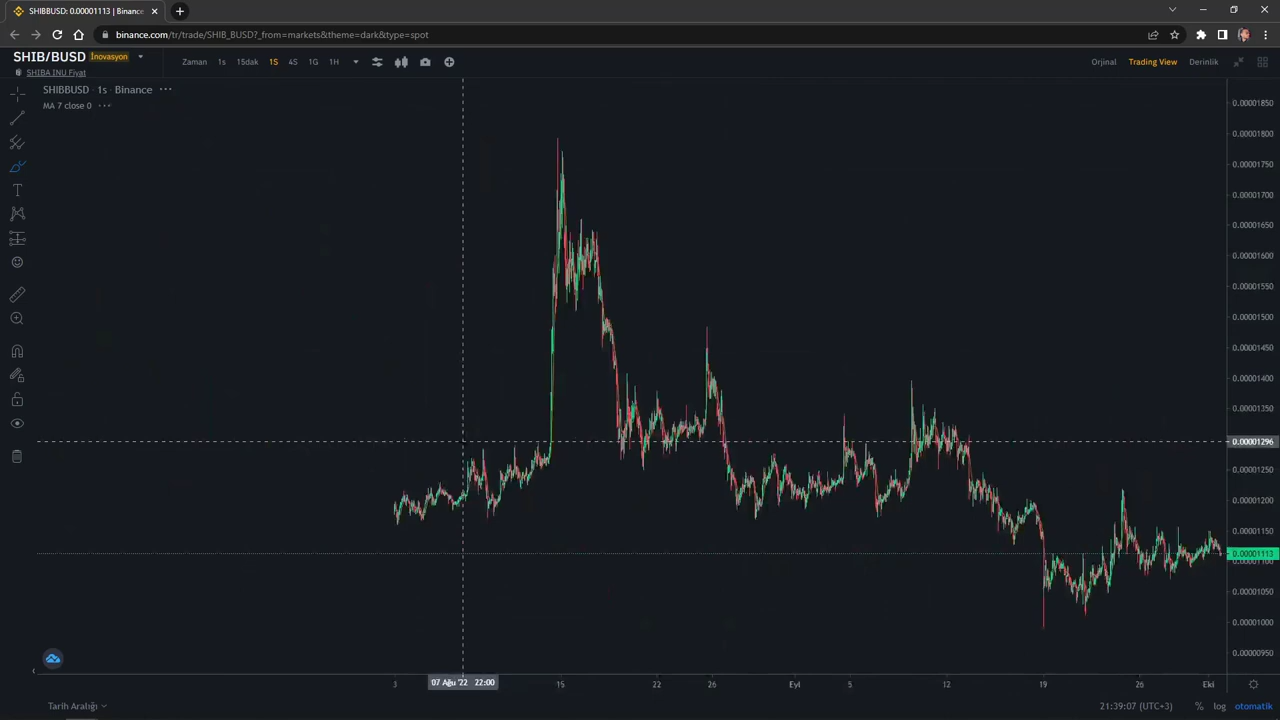 SHIBBUSD: 0.00001113 | Binance
binance.com/tr/trade/SHIB_BUSD?_from=markets&theme=dark&type=spot
SHIB/BUSD İnovasyon
SHIBA INU Fiyat
Zaman 1s 15dak 1S 4S 1G 1H
Orjinal Trading View Derinlik
SHIBBUSD · 1s · Binance
MA 7 close 0
0.00001850
0.00001800
0.00001750
0.00001700
0.00001650
0.00001600
0.00001550
0.00001500
0.00001450
0.00001400
0.00001350
0.00001296
0.00001250
0.00001200
0.00001150
0.00001113
0.00001100
0.00001050
0.00001000
0.00000950
3 07 Ağu '22 22:00 15 22 26 Eyl 5 12 19 26 Eki
Tarih Aralığı 21:39:07 (UTC+3) % log otomatik